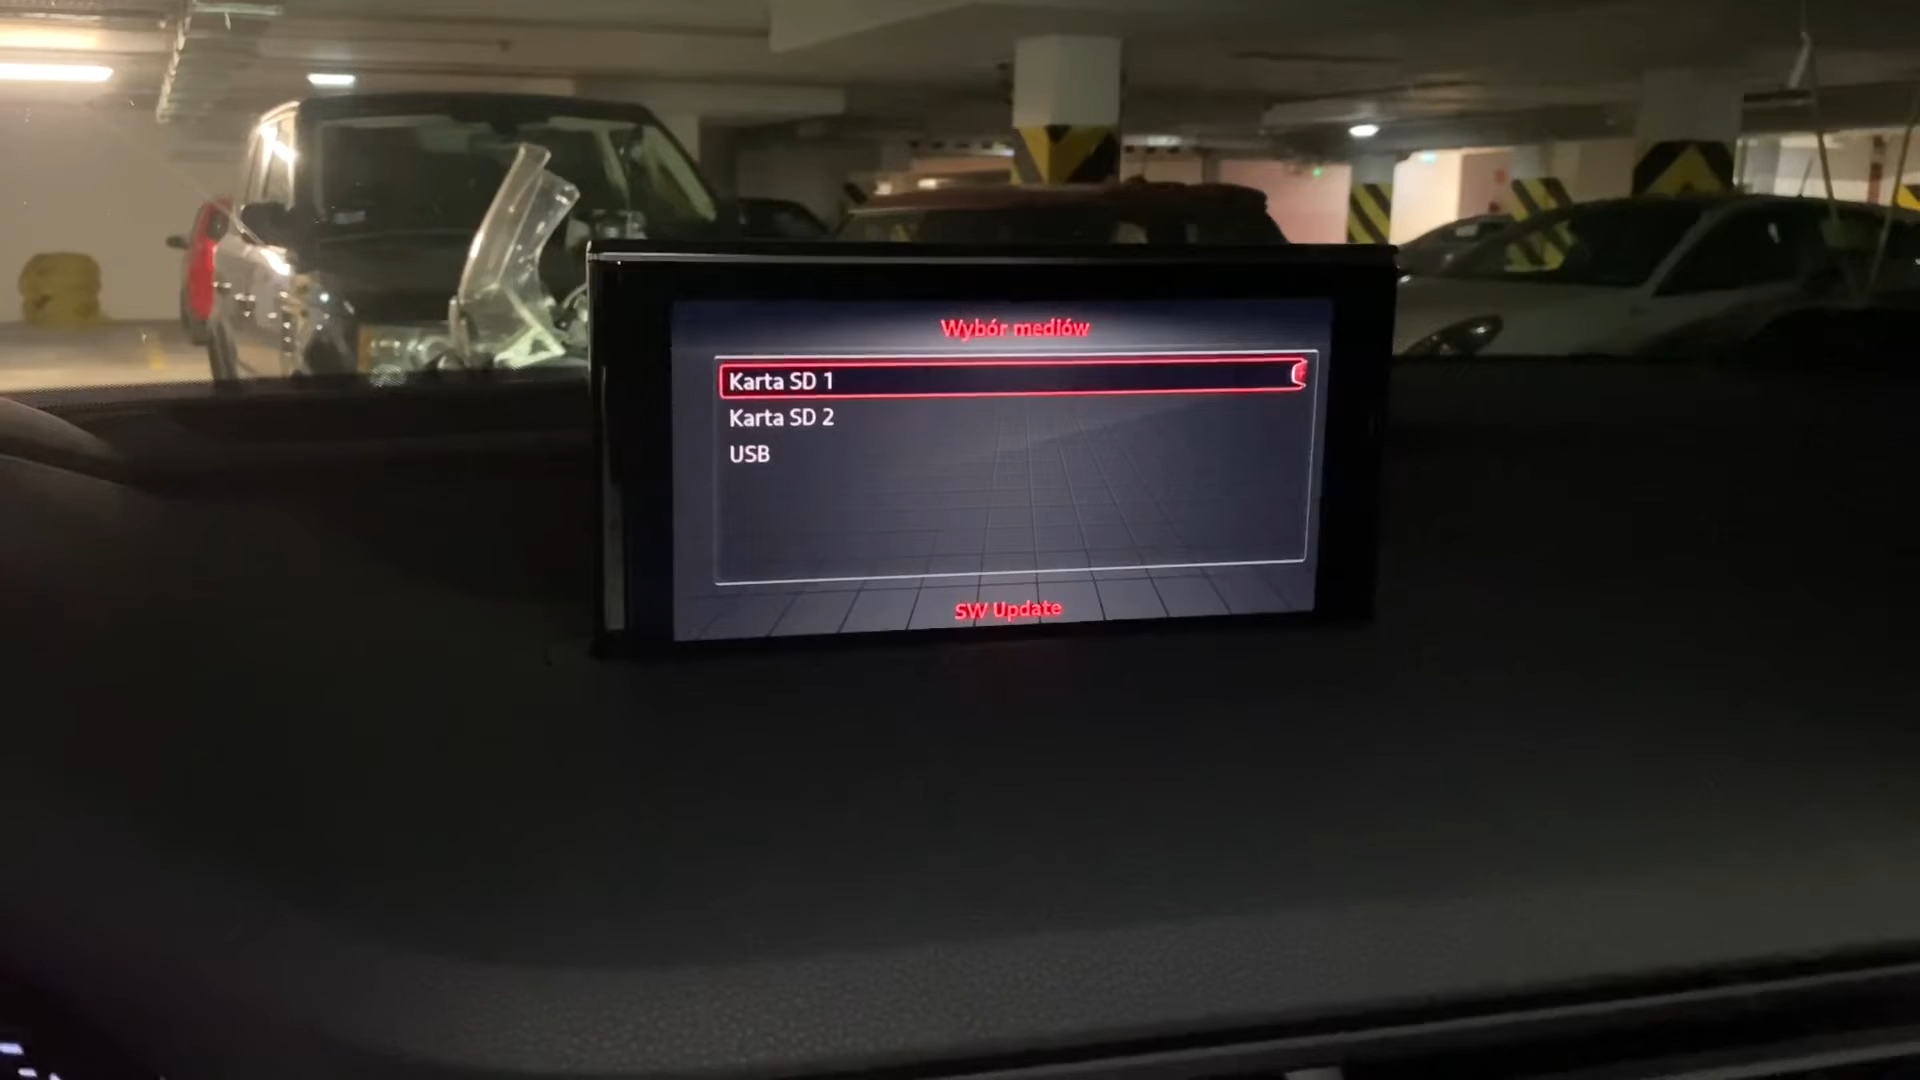 Wybór mediów
Karta SD 1
Karta SD 2
USB
SW Update